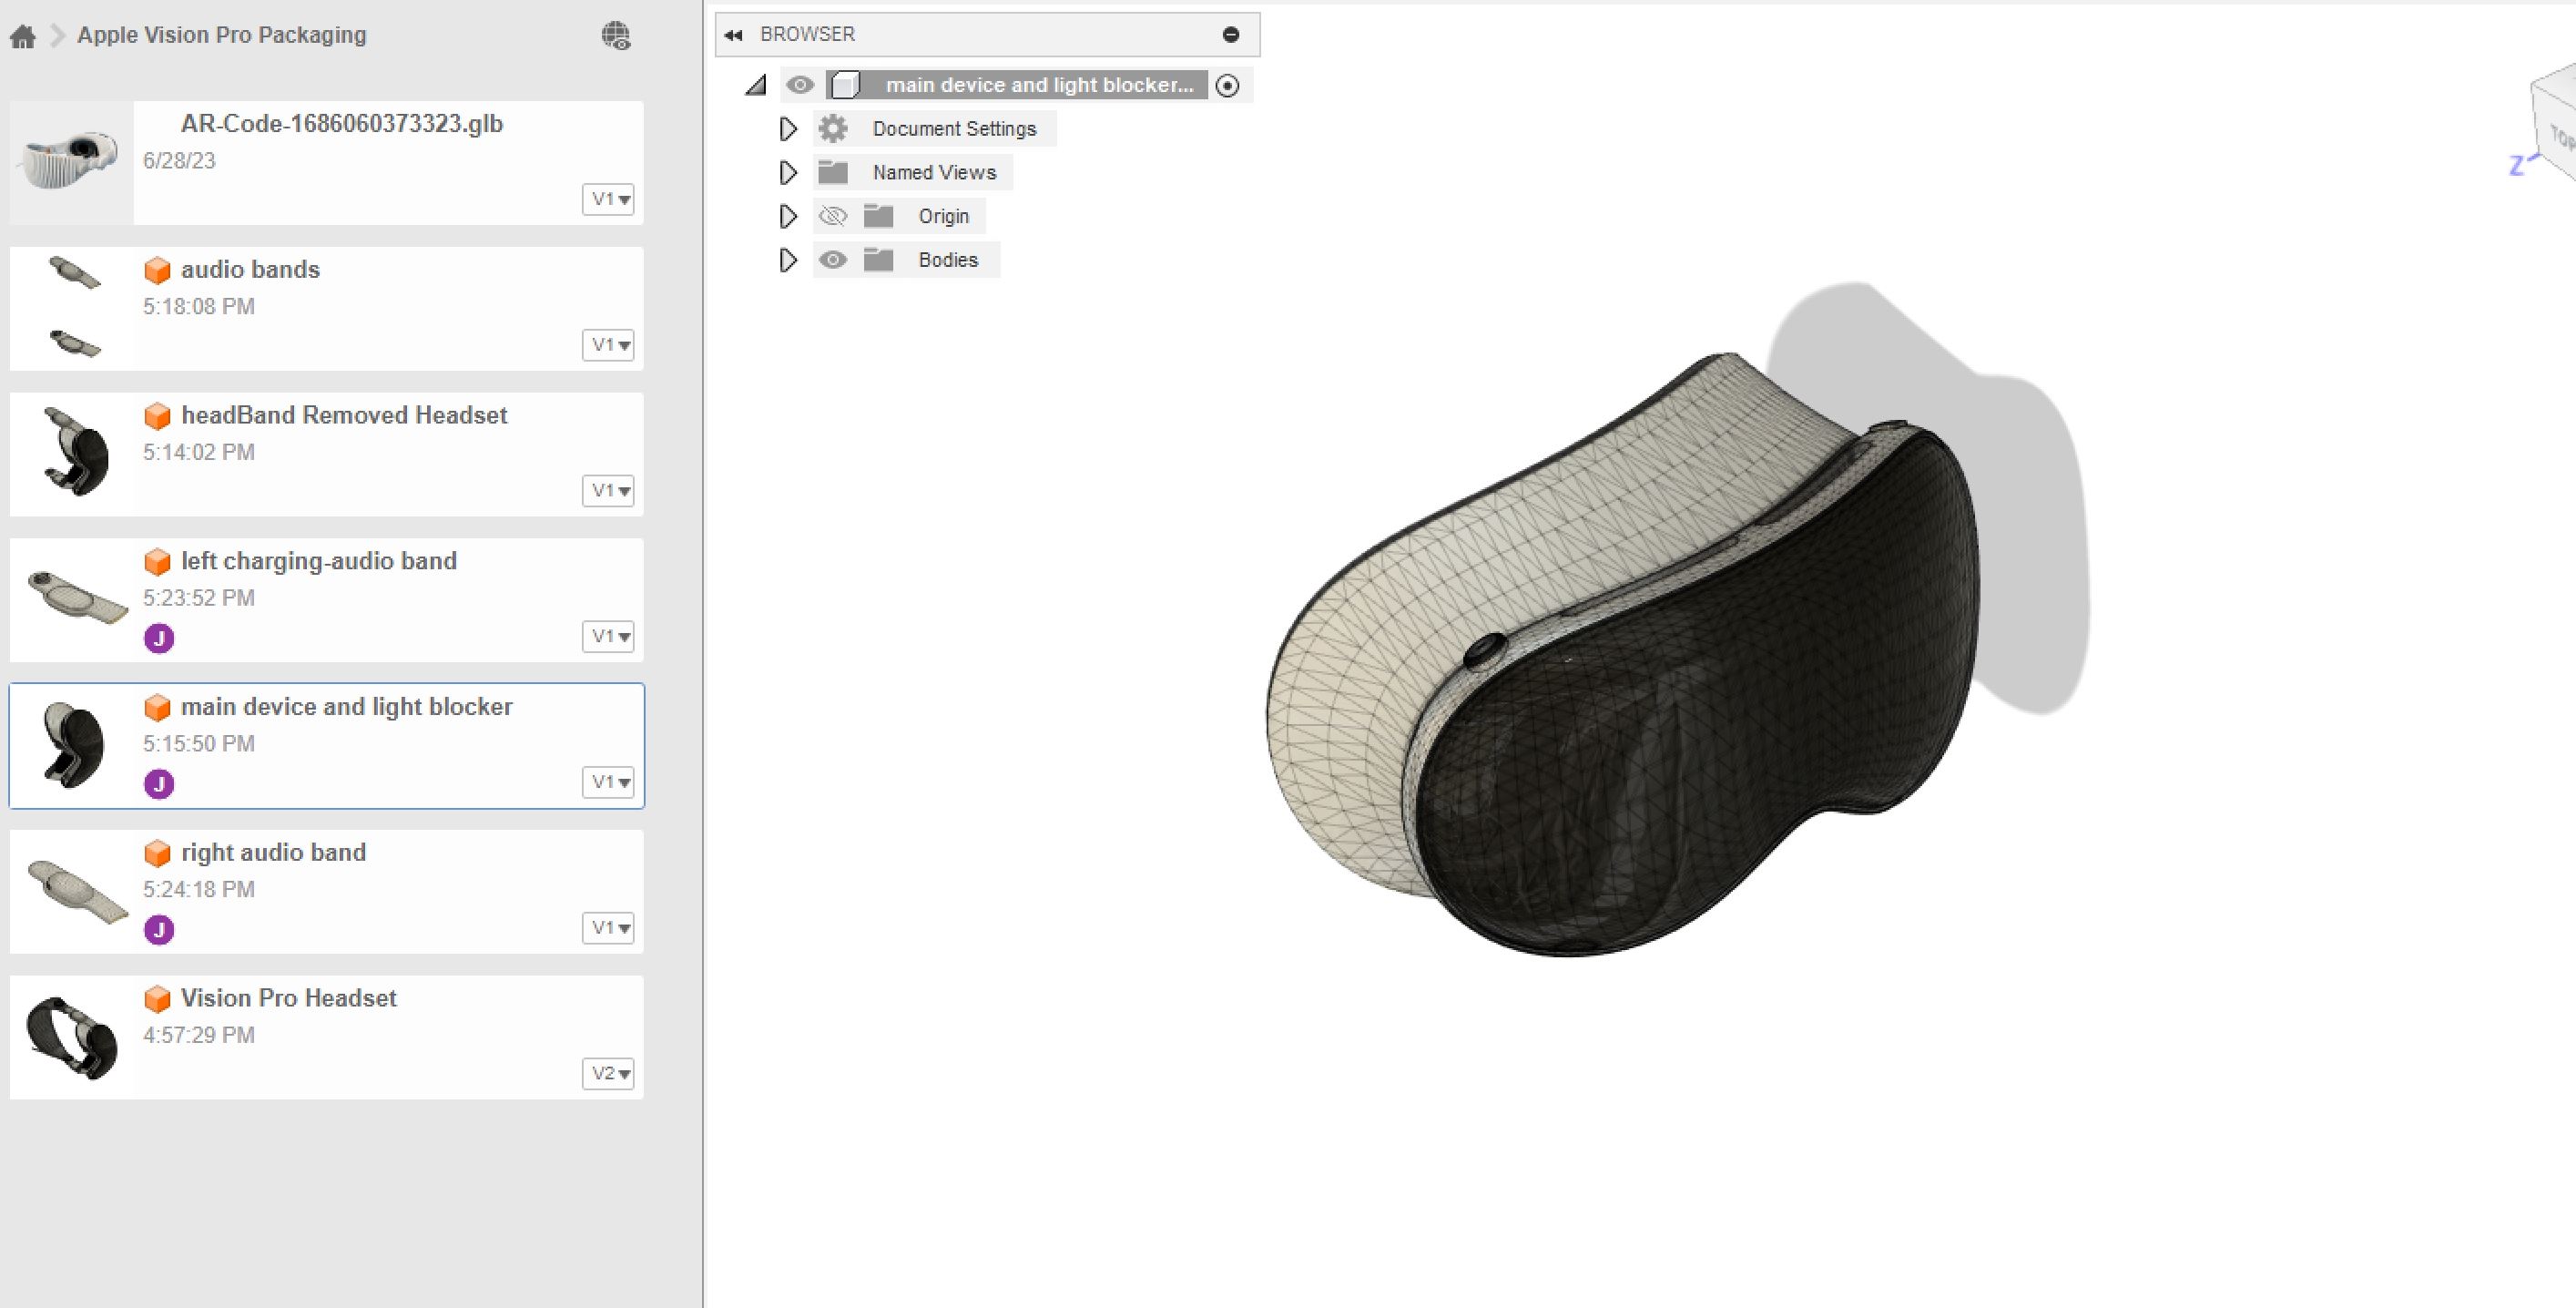 Apple Vision Pro Packaging
AR-Code-1686060373323.glb
6/28/23
V1
audio bands
5:18:08 PM
V1
headBand Removed Headset
5:14:02 PM
V1
left charging-audio band
5:23:52 PM
J
V1
main device and light blocker
5:15:50 PM
J
V1
right audio band
5:24:18 PM
J
V1
Vision Pro Headset
4:57:29 PM
V2
BROWSER
main device and light blocker...
Document Settings
Named Views
Origin
Bodies
TOP
Z